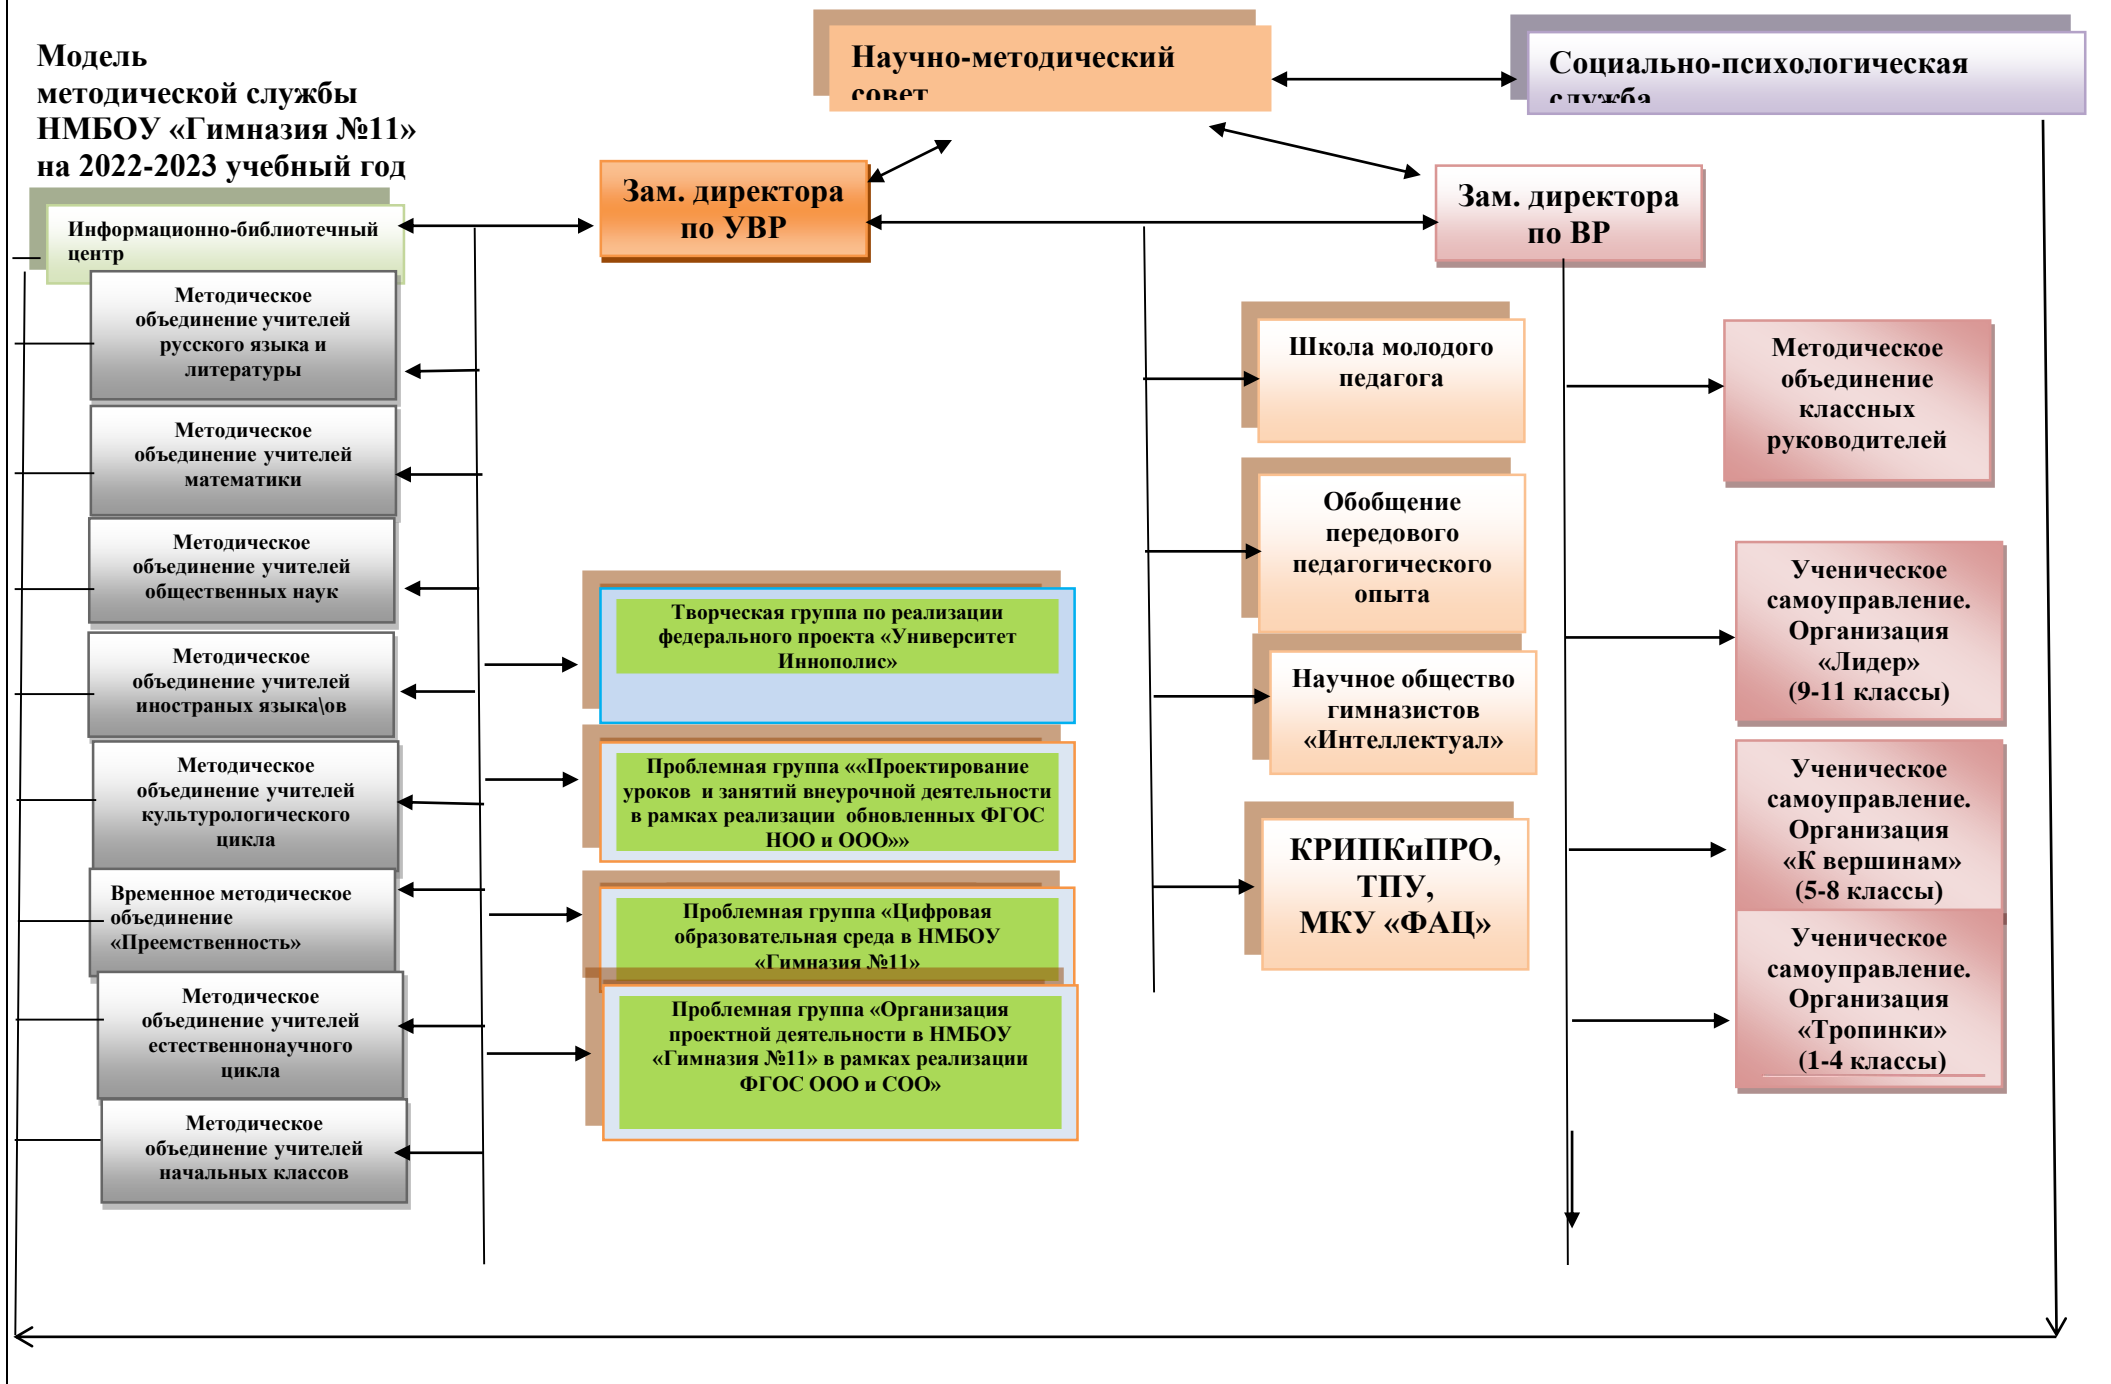 Модель
методической службы
НМБОУ «Гимназия №11»
на 2022-2023 учебный год
Научно-методический
совет
Социально-психологическая
служба
Зам. директора
по УВР
Зам. директора
по ВР
Информационно-библиотечный
центр
Методическое
объединение учителей
русского языка и
литературы
Методическое
объединение учителей
математики
Методическое
объединение учителей
общественных наук
Методическое
объединение учителей
иностраных языка\ов
Методическое
объединение учителей
культурологического
цикла
Временное методическое
объединение
«Преемственность»
Методическое
объединение учителей
естественнонаучного
цикла
Методическое
объединение учителей
начальных классов
Творческая группа по реализации
федерального проекта «Университет
Иннополис»
Проблемная группа ««Проектирование
уроков и занятий внеурочной деятельности
в рамках реализации обновленных ФГОС
НОО и ООО»»
Проблемная группа «Цифровая
образовательная среда в НМБОУ
«Гимназия №11»
Проблемная группа «Организация
проектной деятельности в НМБОУ
«Гимназия №11» в рамках реализации
ФГОС ООО и СОО»
Школа молодого
педагога
Обобщение
передового
педагогического
опыта
Научное общество
гимназистов
«Интеллектуал»
КРИПКиПРО,
ТПУ,
МКУ «ФАЦ»
Методическое
объединение
классных
руководителей
Ученическое
самоуправление.
Организация
«Лидер»
(9-11 классы)
Ученическое
самоуправление.
Организация
«К вершинам»
(5-8 классы)
Ученическое
самоуправление.
Организация
«Тропинки»
(1-4 классы)